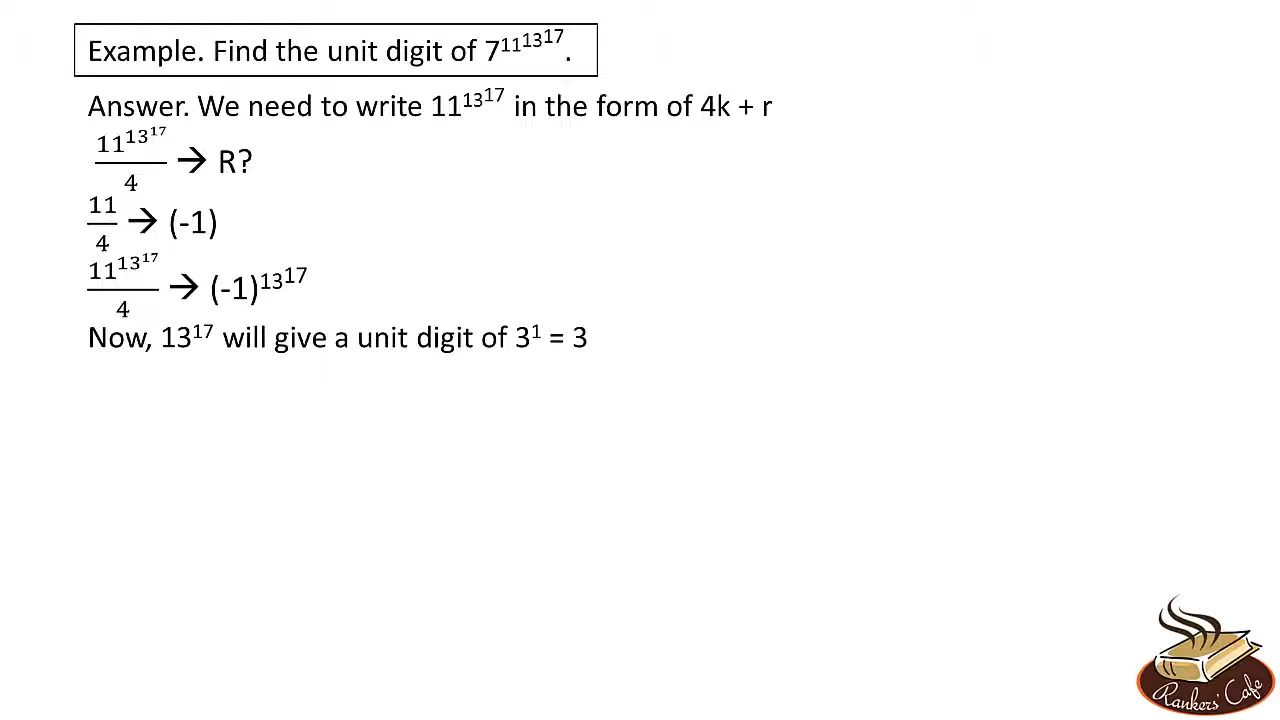 Example. Find the unit digit of 7^11^13^17.
Answer. We need to write 11^13^17 in the form of 4k + r
11^13^17/4 → R?
11/4 → (-1)
11^13^17/4 → (-1)^13^17
Now, 13^17 will give a unit digit of 3^1 = 3
Rankers' Cafe